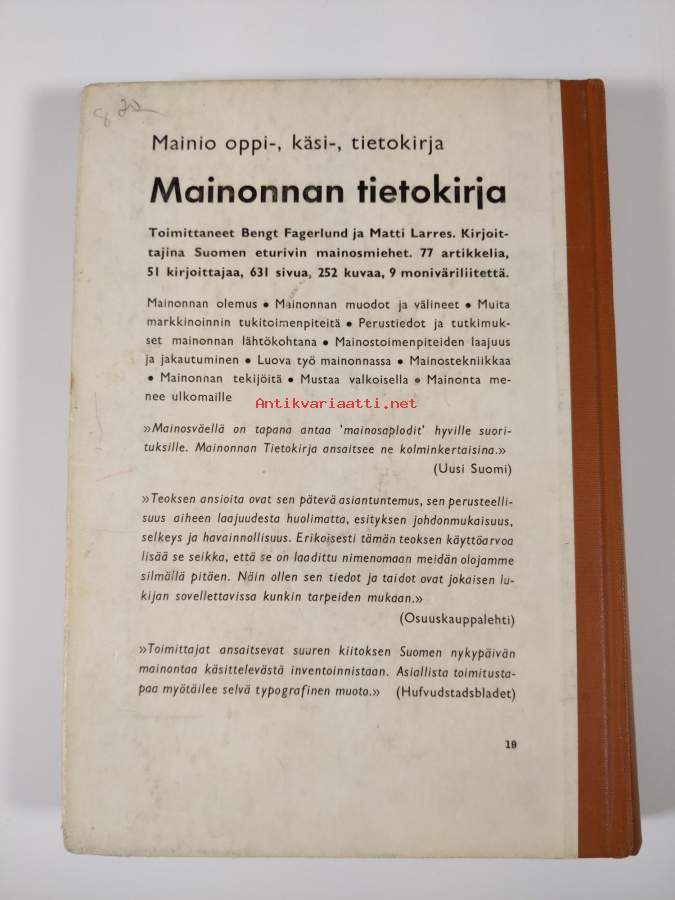 8,20
Mainio oppi-, käsi-, tietokirja
Mainonnan tietokirja
Toimittaneet Bengt Fagerlund ja Matti Larres. Kirjoit-
tajina Suomen eturivin mainosmiehet. 77 artikkelia,
51 kirjoittajaa, 631 sivua, 252 kuvaa, 9 moniväriliitettä.
Mainonnan olemus • Mainonnan muodot ja välineet • Muita
markkinoinnin tukitoimenpiteitä • Perustiedot ja tutkimuk-
set mainonnan lähtökohtana • Mainostoimenpiteiden laajuus
ja jakautuminen • Luova työ mainonnassa • Mainostekniikkaa
• Mainonnan tekijöitä • Mustaa valkoisella • Mainonta me-
nee ulkomaille
Antikvariaatti.net
»Mainosväellä on tapana antaa 'mainosaplodit' hyville suori-
tuksille. Mainonnan Tietokirja ansaitsee ne kolminkertaisina.»
(Uusi Suomi)
»Teoksen ansioita ovat sen pätevä asiantuntemus, sen perusteelli-
suus aiheen laajuudesta huolimatta, esityksen johdonmukaisuus,
selkeys ja havainnollisuus. Erikoisesti tämän teoksen käyttöarvoa
lisää se seikka, että se on laadittu nimenomaan meidän olojamme
silmällä pitäen. Näin ollen sen tiedot ja taidot ovat jokaisen lu-
kijan sovellettavissa kunkin tarpeiden mukaan.»
(Osuuskauppalehti)
»Toimittajat ansaitsevat suuren kiitoksen Suomen nykypäivän
mainontaa käsittelevästä inventoinnistaan. Asiallista toimitusta-
paa myötäilee selvä typografinen muoto.» (Hufvudstadsbladet)
19